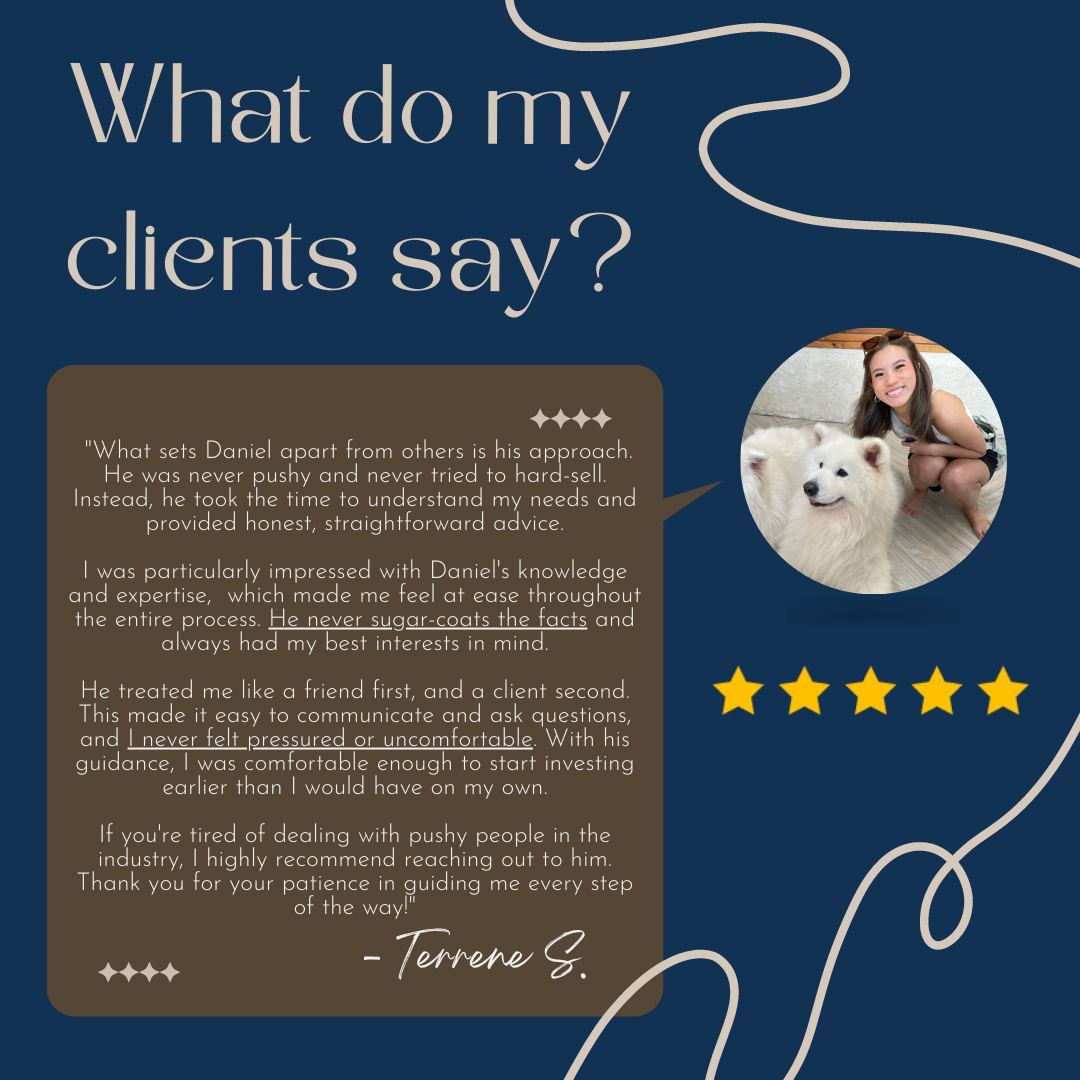 What do my
clients say?
"What sets Daniel apart from others is his approach.
He was never pushy and never tried to hard-sell.
Instead, he took the time to understand my needs and
provided honest, straightforward advice.
I was particularly impressed with Daniel's knowledge
and expertise,  which made me feel at ease throughout
the entire process. He never sugar-coats the facts and
always had my best interests in mind.
He treated me like a friend first, and a client second.
This made it easy to communicate and ask questions,
and I never felt pressured or uncomfortable. With his
guidance, I was comfortable enough to start investing
earlier than I would have on my own.
If you're tired of dealing with pushy people in the
industry, I highly recommend reaching out to him.
Thank you for your patience in guiding me every step
of the way!"
- Terrene S.